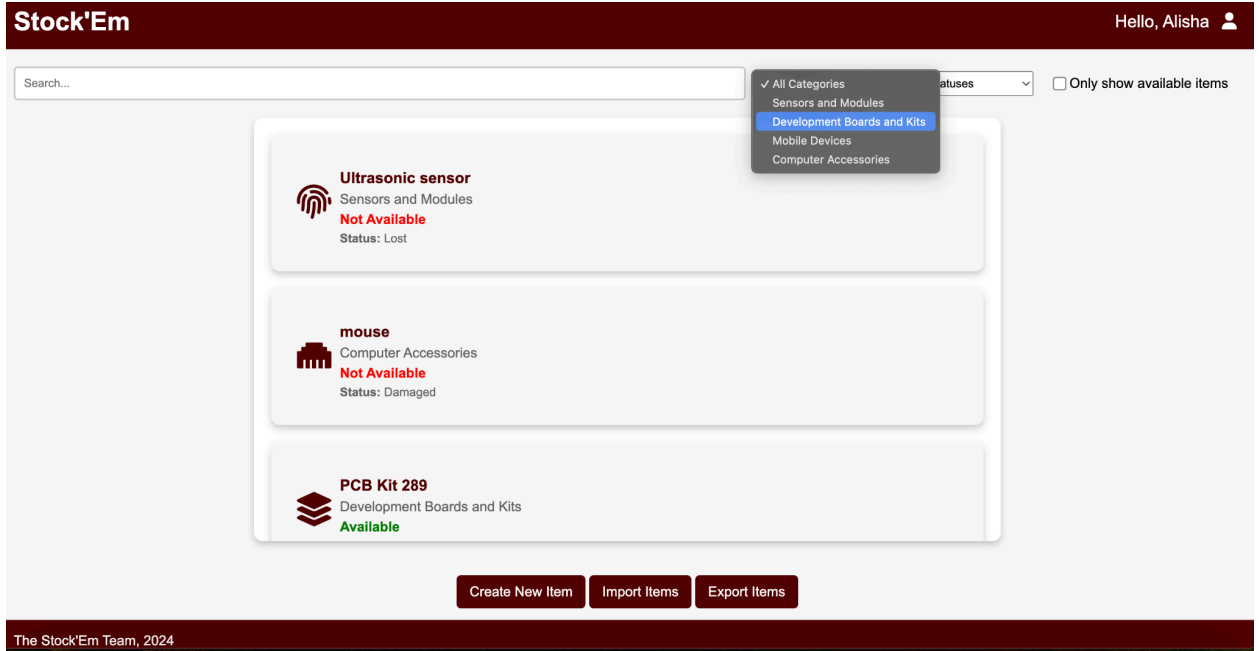 Stock'Em
Hello, Alisha
Search...
✓ All Categories
Sensors and Modules
Development Boards and Kits
Mobile Devices
Computer Accessories
atuses
Only show available items
Ultrasonic sensor
Sensors and Modules
Not Available
Status: Lost
mouse
Computer Accessories
Not Available
Status: Damaged
PCB Kit 289
Development Boards and Kits
Available
Create New Item
Import Items
Export Items
The Stock'Em Team, 2024